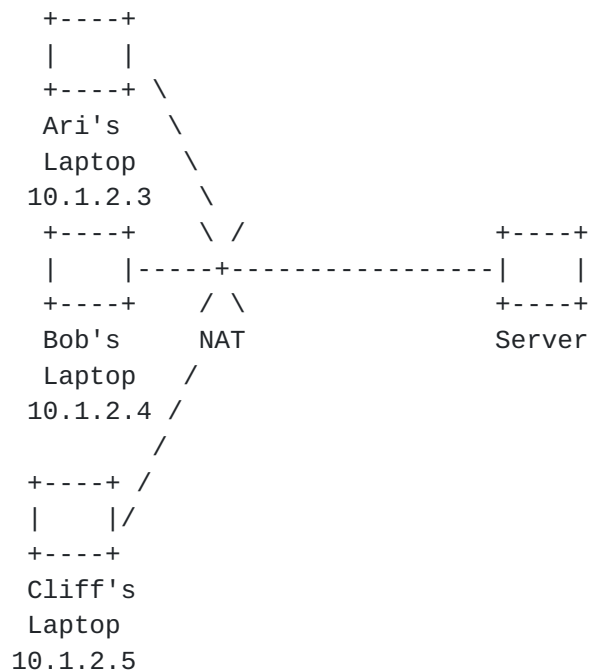 +----+
|    |
+----+ \
Ari's   \
Laptop   \
10.1.2.3   \
+----+    \ /                +----+
|    |-----+-----------------|    |
+----+    / \                +----+
Bob's     NAT                Server
Laptop   /
10.1.2.4 /
/
+----+ /
|    |/
+----+
Cliff's
Laptop
10.1.2.5